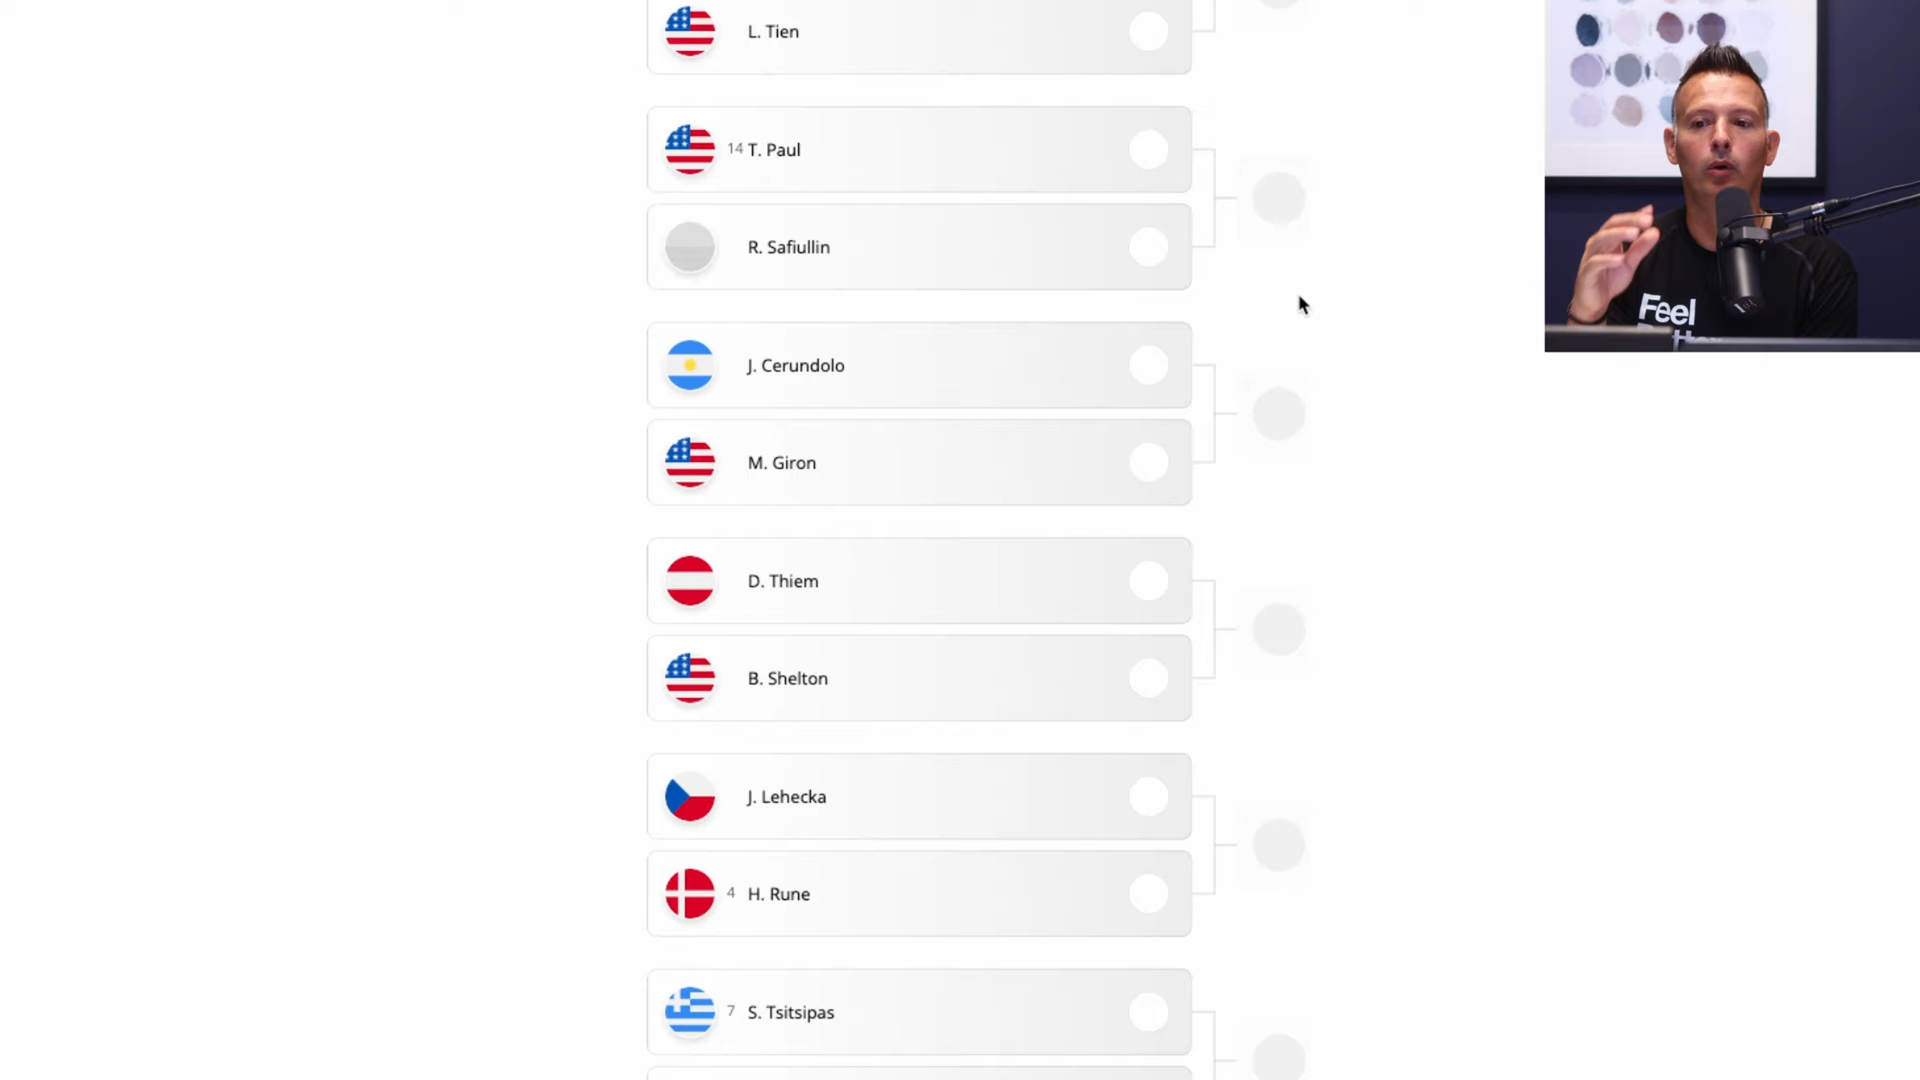 L. Tien
14 T. Paul
R. Safiullin
J. Cerundolo
M. Giron
D. Thiem
B. Shelton
J. Lehecka
4 H. Rune
7 S. Tsitsipas
Feel